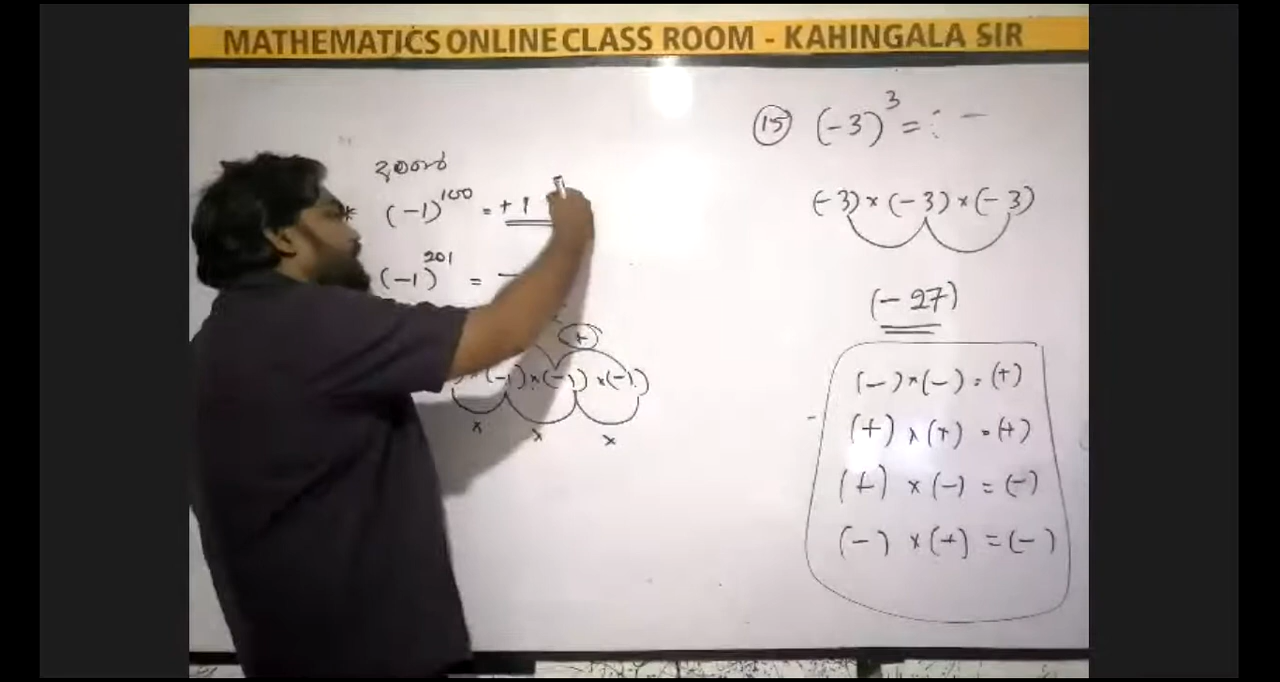 MATHEMATICS ONLINE CLASS ROOM - KAHINGALA SIR
* (-1)^100 = +1
(-1)^201 = -
+
×(-1)×(-1)×(-1)
× × ×
15 (-3)^3 =
(-3)×(-3)×(-3)
(-27)
(-)×(-) = (+)
(+)×(+) = (+)
(+)×(-) = (-)
(-)×(+) = (-)